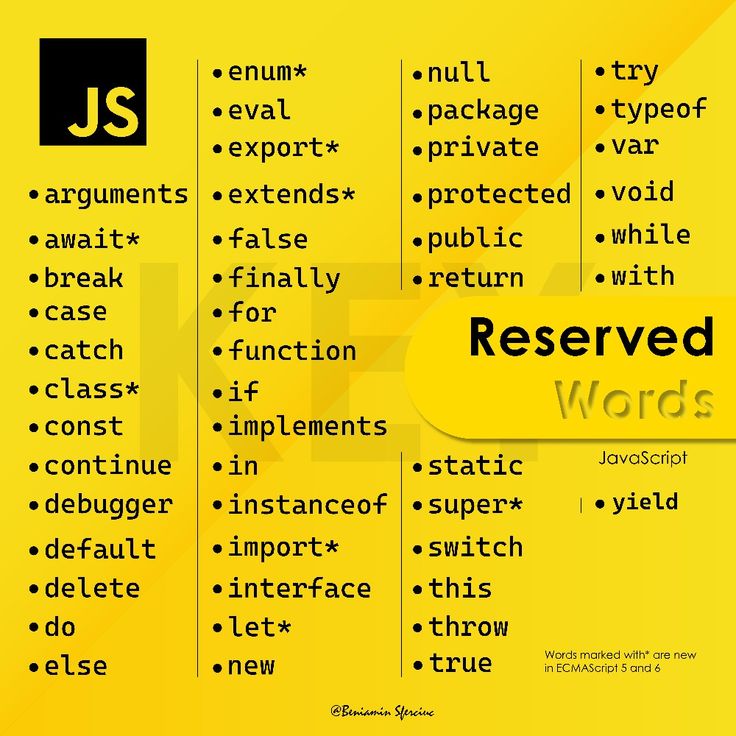 JS
• arguments
• await*
• break
• case
• catch
• class*
• const
• continue
• debugger
• default
• delete
• do
• else
• enum*
• eval
• export*
• extends*
• false
• finally
• for
• function
• if
• implements
• in
• instanceof
• import*
• interface
• let*
• new
• null
• package
• private
• protected
• public
• return
• static
• super*
• switch
• this
• throw
• true
• try
• typeof
• var
• void
• while
• with
KEY
Reserved
Words
JavaScript
• yield
Words marked with* are new
in ECMAScript 5 and 6
@Beniamin Sferciuc